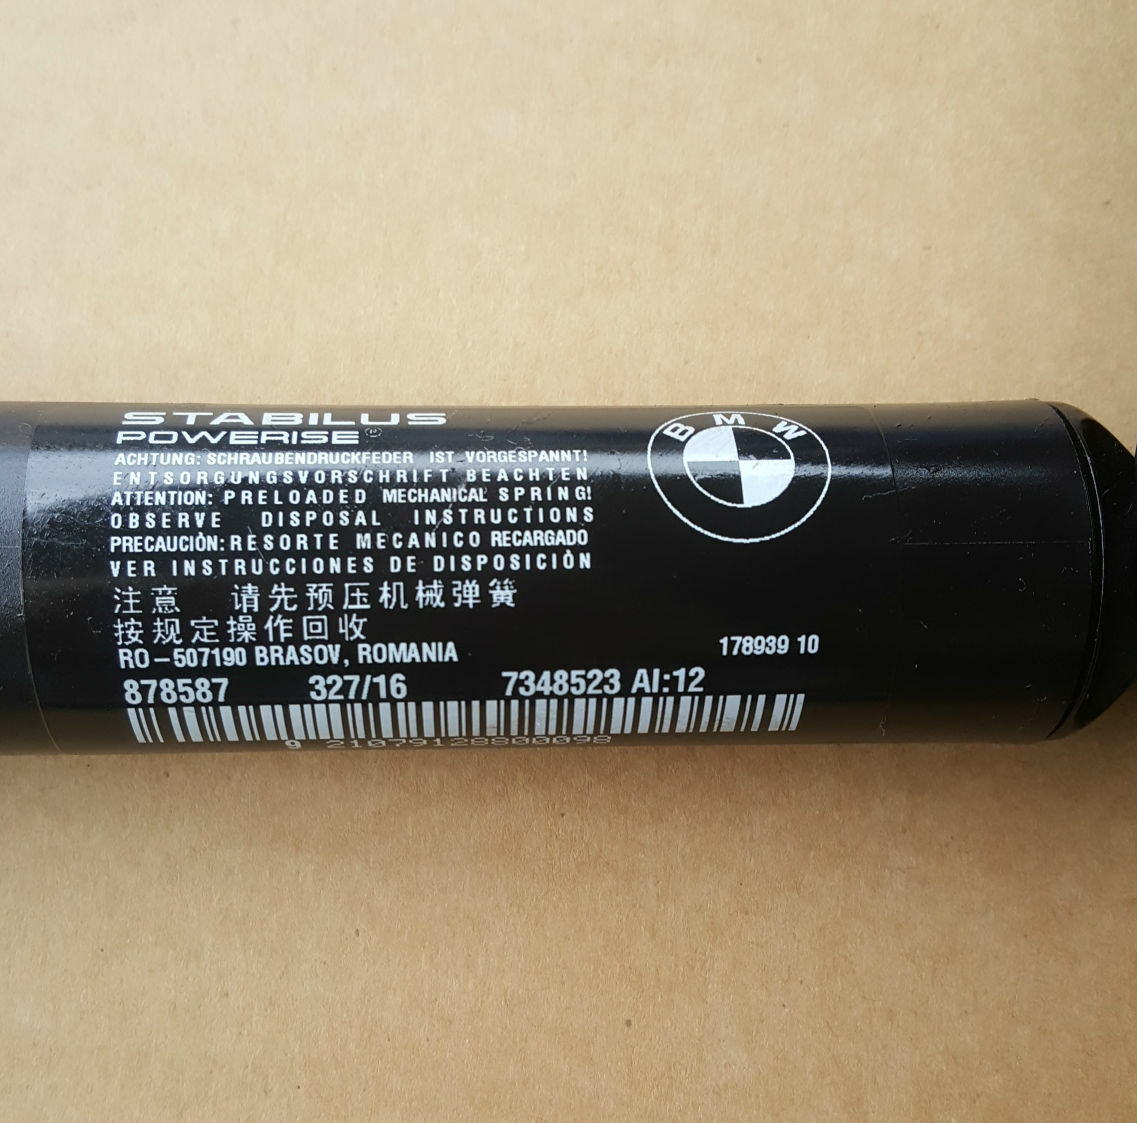 STABILUS
POWERISE®
ACHTUNG: SCHRAUBENDRUCKFEDER IST VORGESPANNT!
ENTSORGUNGSVORSCHRIFT BEACHTEN
ATTENTION: PRELOADED MECHANICAL SPRING!
OBSERVE DISPOSAL INSTRUCTIONS
PRECAUCIÒN: RESORTE MECANICO RECARGADO
VER INSTRUCCIONES DE DISPOSICIÒN
注意 请先预压机械弹簧
按规定操作回收
RO-507190 BRASOV, ROMANIA
878587 327/16 7348523 AI:12
9 21079128800098
BMW
178939 10